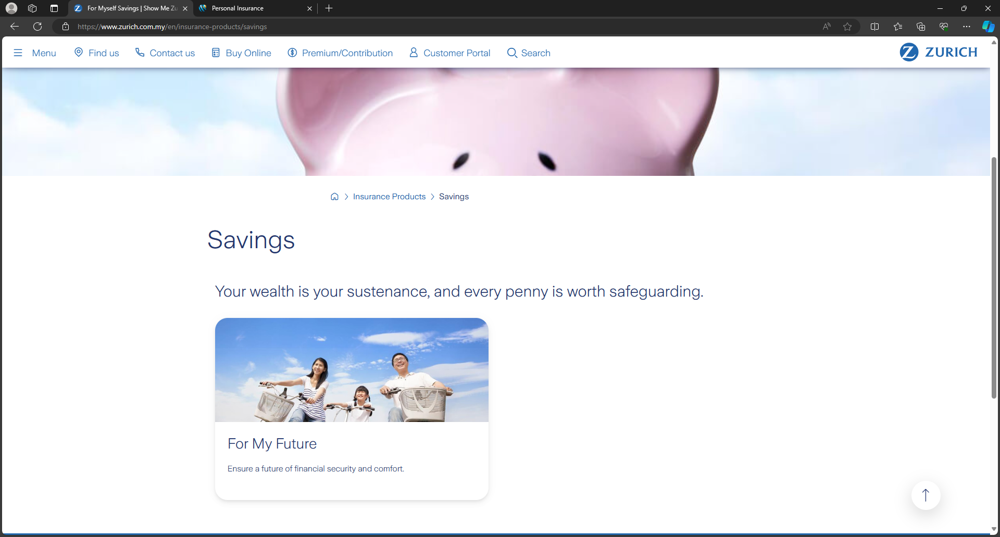 For Myself Savings | Show Me Zu
Personal Insurance
https://www.zurich.com.my/en/insurance-products/savings
Menu
Find us
Contact us
Buy Online
Premium/Contribution
Customer Portal
Search
ZURICH
Insurance Products
Savings
Savings
Your wealth is your sustenance, and every penny is worth safeguarding.
For My Future
Ensure a future of financial security and comfort.